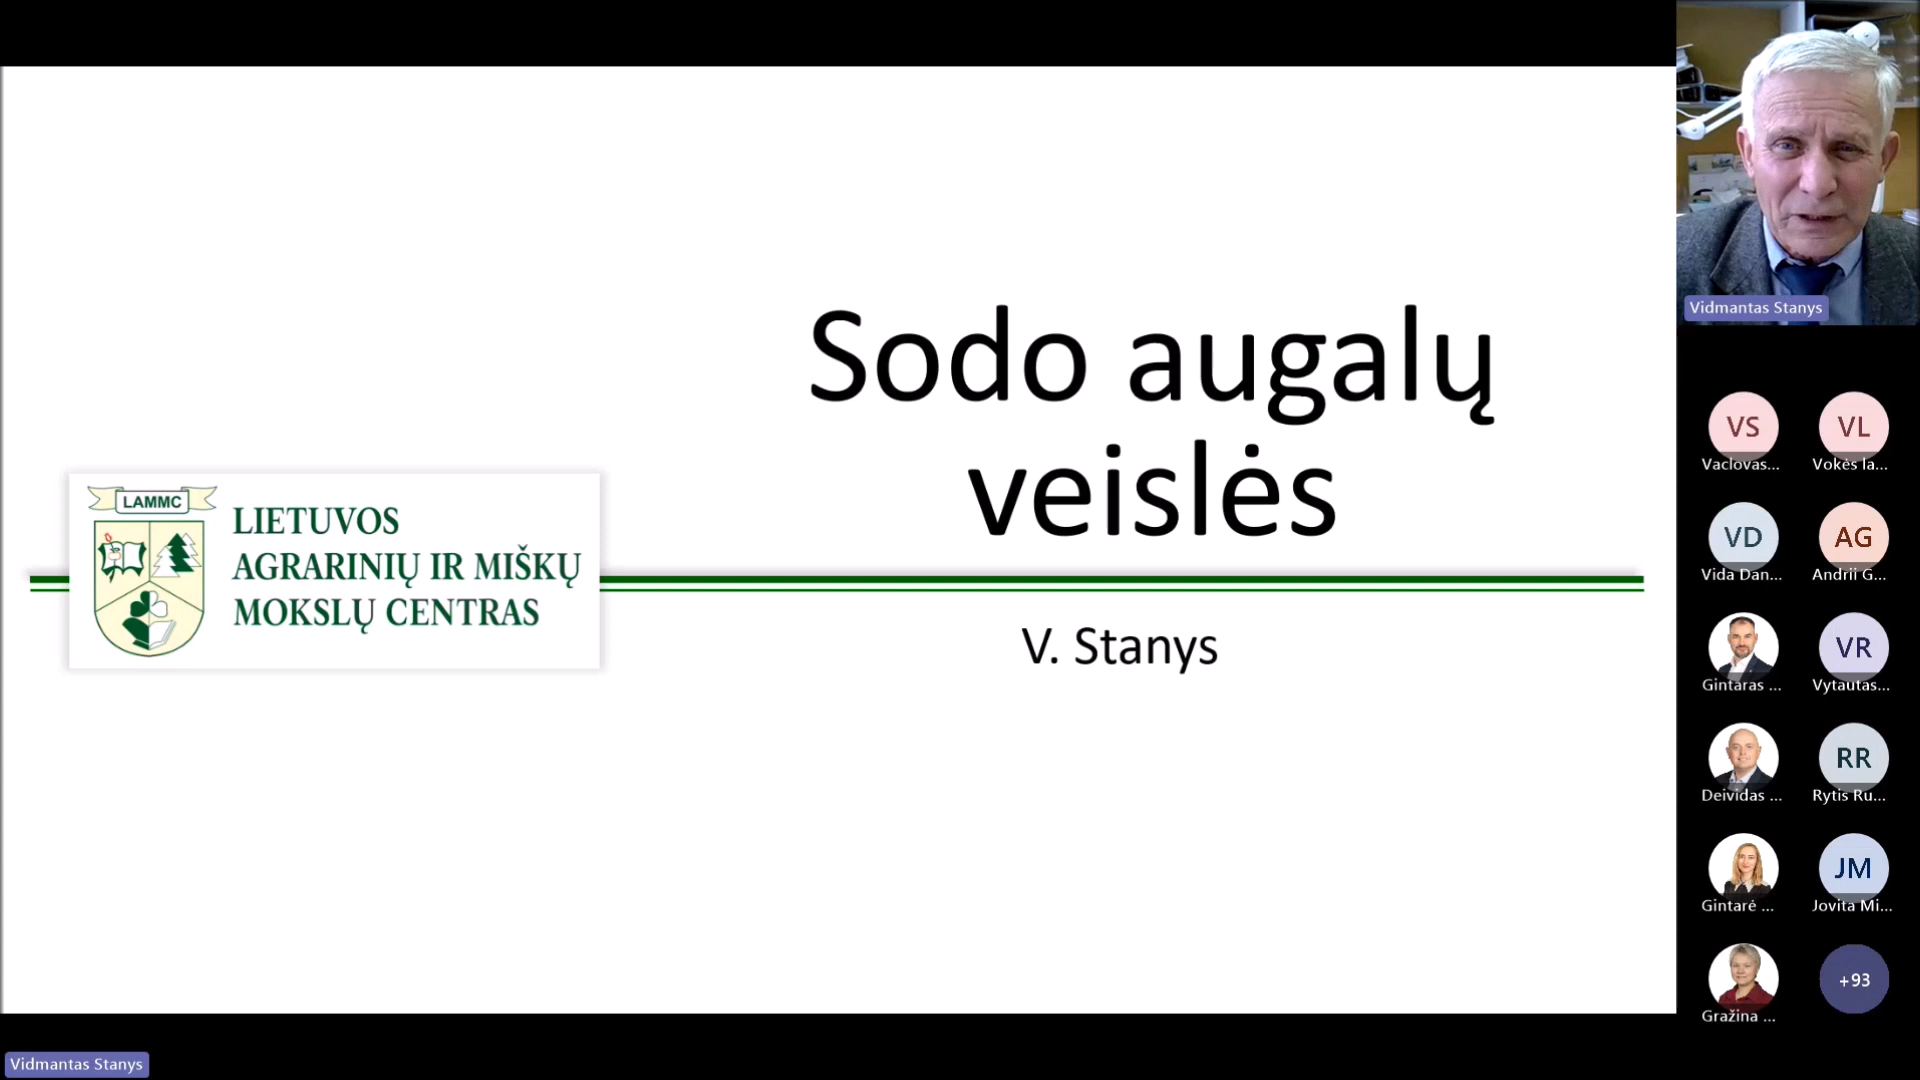 Sodo augalų
veislės
LAMMC
LIETUVOS
AGRARINIŲ IR MIŠKŲ
MOKSLŲ CENTRAS
V. Stanys
Vidmantas Stanys
VS
VL
Vaclovas...
Vokės la...
VD
AG
Vida Dan...
Andrii G...
VR
Gintaras ...
Vytautas...
RR
Deividas ...
Rytis Ru...
JM
Gintarė ...
Jovita Mi...
+93
Gražina ...
Vidmantas Stanys